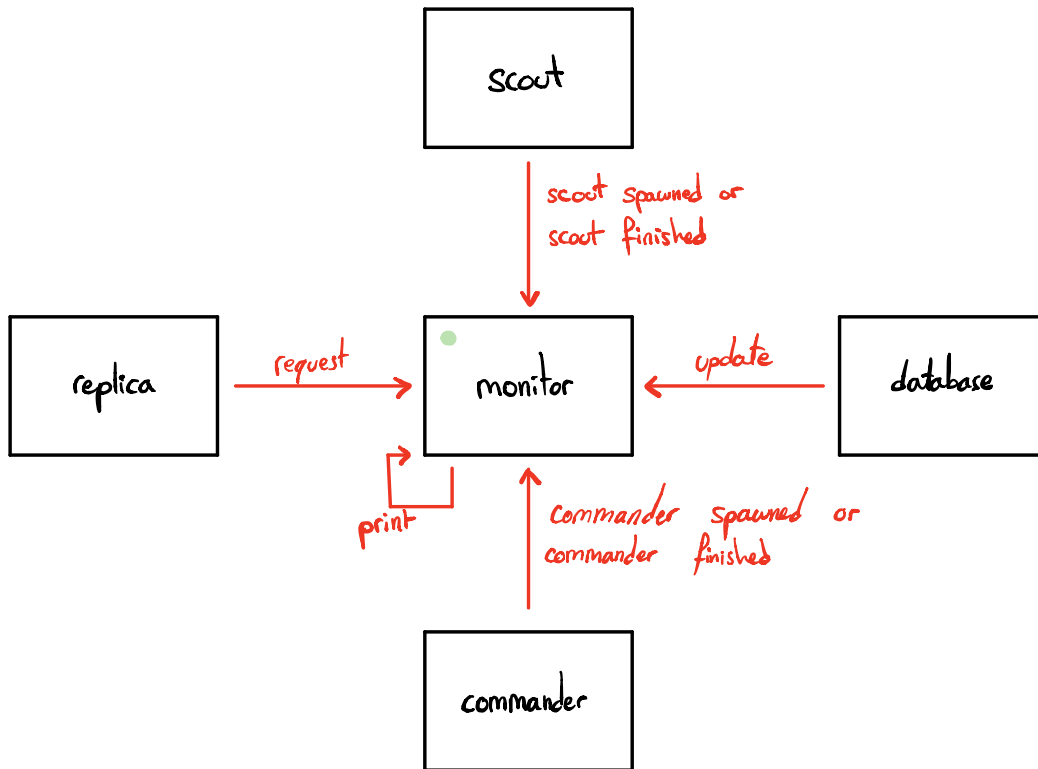 scout
scout spawned or
scout finished
replica
request
monitor
update
database
print
commander spawned or
commander finished
commander